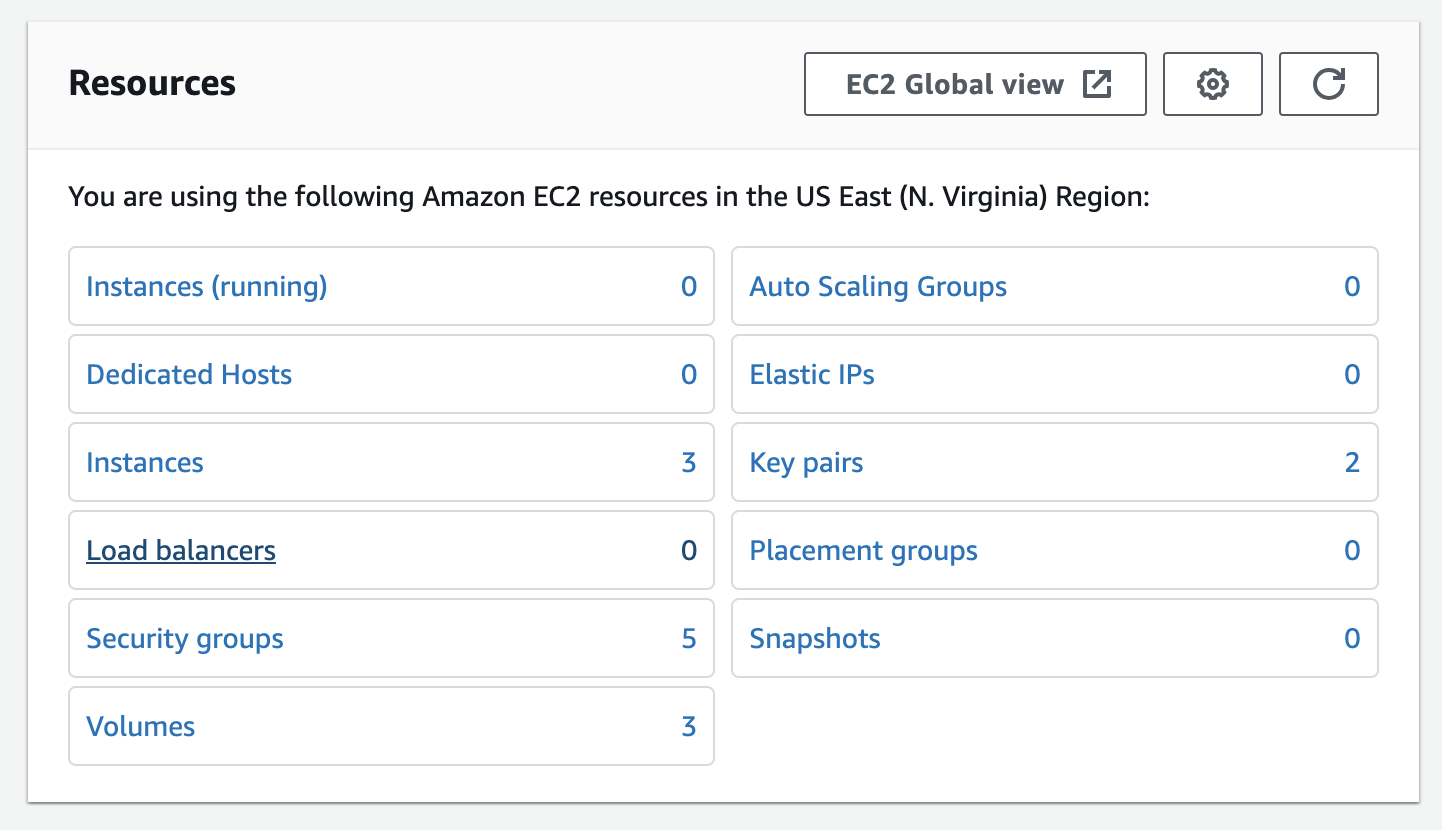 Resources
EC2 Global view
You are using the following Amazon EC2 resources in the US East (N. Virginia) Region:
Instances (running) 0
Auto Scaling Groups 0
Dedicated Hosts 0
Elastic IPs 0
Instances 3
Key pairs 2
Load balancers 0
Placement groups 0
Security groups 5
Snapshots 0
Volumes 3